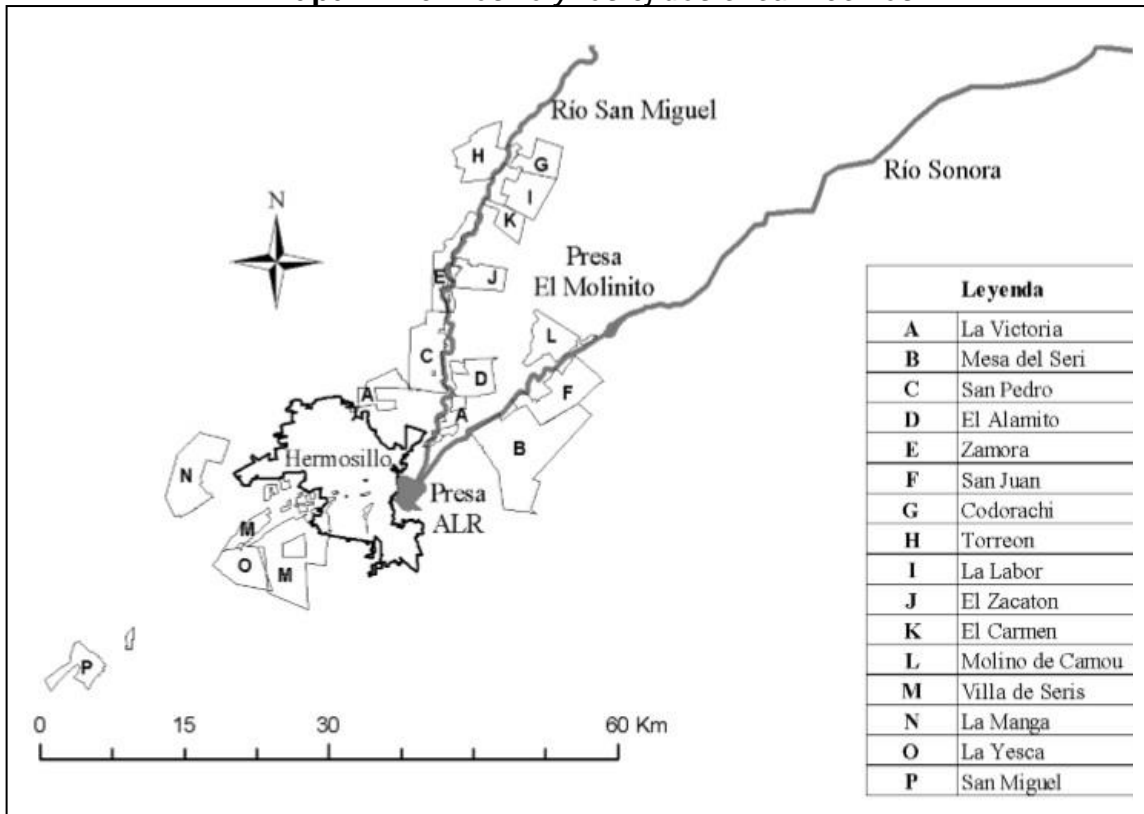 Río San Miguel
H
G
I
K
Río Sonora
N
Presa
El Molinito
E
J
L
C
D
F
A
A
B
Hermosillo
N
Presa
ALR
M
O
M
P
0 15 30 60 Km
Leyenda
A La Victoria
B Mesa del Seri
C San Pedro
D El Alamito
E Zamora
F San Juan
G Codorachi
H Torreon
I La Labor
J El Zacaton
K El Carmen
L Molino de Camou
M Villa de Seris
N La Manga
O La Yesca
P San Miguel